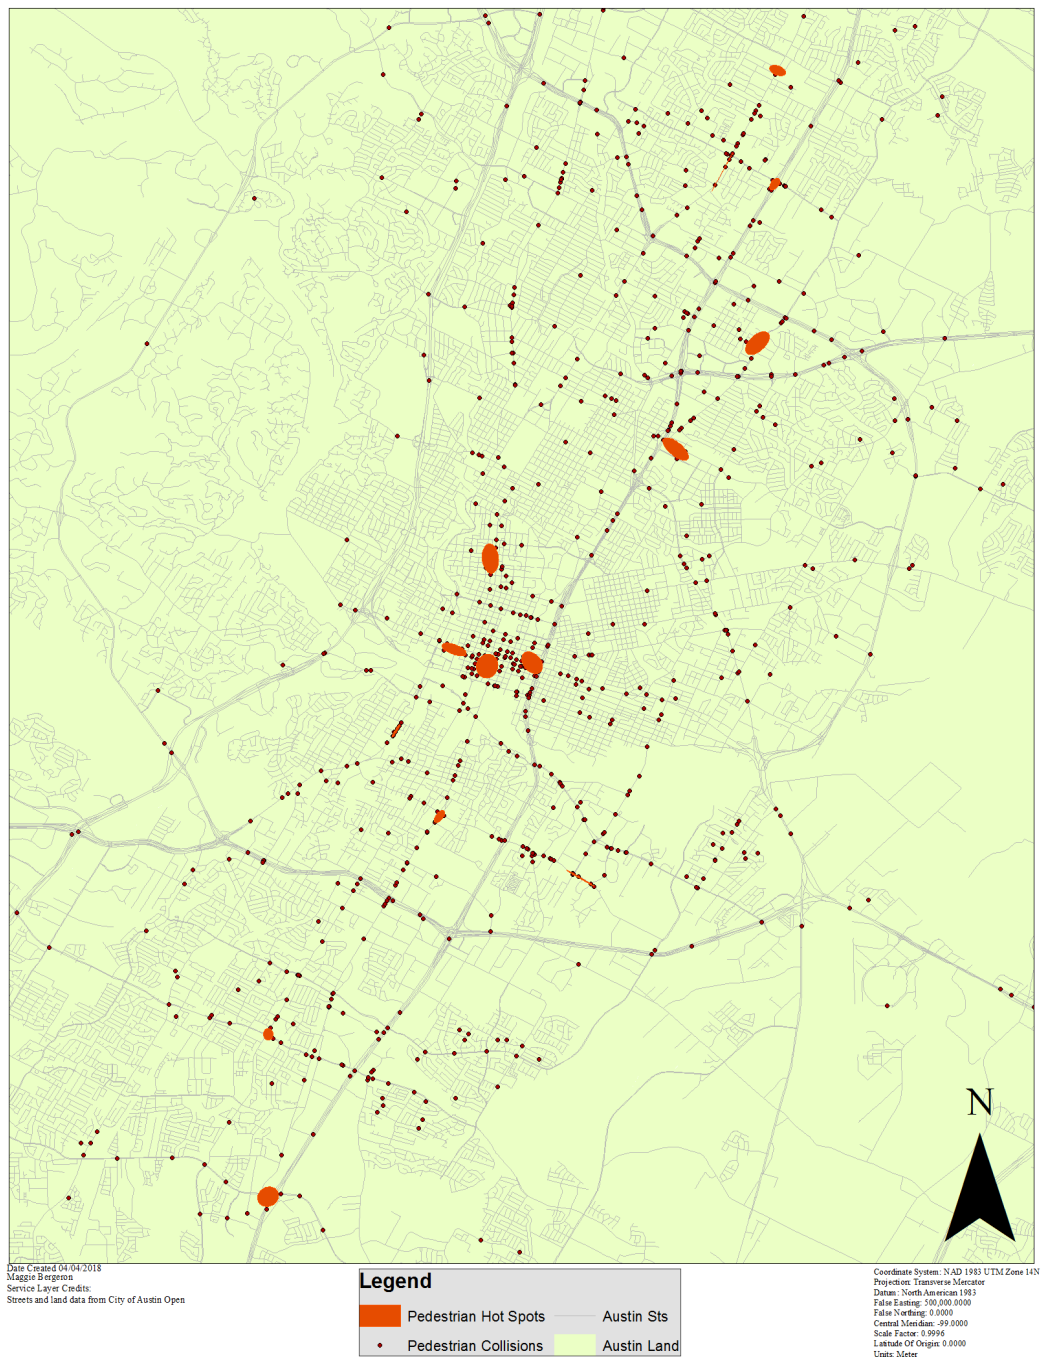 N
Date Created 04/04/2018
Maggie Bergeron
Service Layer Credits:
Streets and land data from City of Austin Open
Legend
Pedestrian Hot Spots
Austin Sts
Pedestrian Collisions
Austin Land
Coordinate System: NAD 1983 UTM Zone 14N
Projection: Transverse Mercator
Datum: North American 1983
False Easting: 500,000.0000
False Northing: 0.0000
Central Meridian: -99.0000
Scale Factor: 0.9996
Latitude Of Origin: 0.0000
Units: Meter